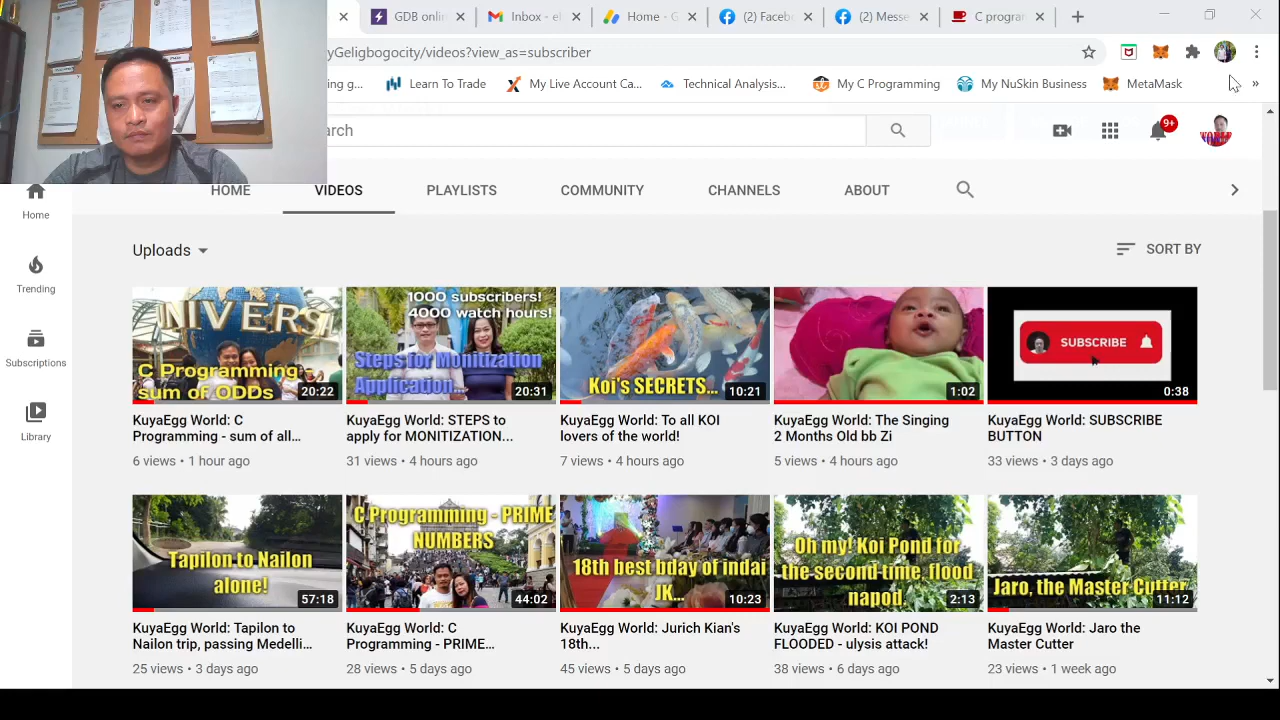 GDB onlin
Inbox - el
Home - G
(2) Faceb
(2) Messe
C program
yGeligbogocity/videos?view_as=subscriber
ing g...
Learn To Trade
My Live Account Ca...
Technical Analysis...
My C Programming
My NuSkin Business
MetaMask
»
arch
9+
HOME
VIDEOS
PLAYLISTS
COMMUNITY
CHANNELS
ABOUT
Home
Trending
Subscriptions
Library
Uploads
SORT BY
UNIVERS
C Programming -
sum of ODDs
20:22
1000 subscribers!
4000 watch hours!
Steps for Monitization
Application...
20:31
Koi's SECRETS...
10:21
1:02
SUBSCRIBE
0:38
KuyaEgg World: C
Programming - sum of all...
6 views • 1 hour ago
KuyaEgg World: STEPS to
apply for MONITIZATION...
31 views • 4 hours ago
KuyaEgg World: To all KOI
lovers of the world!
7 views • 4 hours ago
KuyaEgg World: The Singing
2 Months Old bb Zi
5 views • 4 hours ago
KuyaEgg World: SUBSCRIBE
BUTTON
33 views • 3 days ago
Tapilon to Nailon
alone!
57:18
C Programming - PRIME
NUMBERS
44:02
18th best bday of indai
JK...
10:23
Oh my! Koi Pond for
the second time, flood
napod.
2:13
Jaro, the Master Cutter
11:12
KuyaEgg World: Tapilon to
Nailon trip, passing Medelli...
25 views • 3 days ago
KuyaEgg World: C
Programming - PRIME...
28 views • 5 days ago
KuyaEgg World: Jurich Kian's
18th...
45 views • 5 days ago
KuyaEgg World: KOI POND
FLOODED - ulysis attack!
38 views • 6 days ago
KuyaEgg World: Jaro the
Master Cutter
23 views • 1 week ago